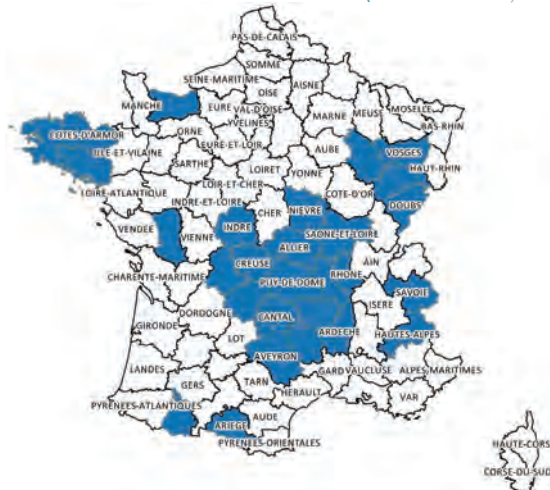 PAS-DE-CALAIS
SOMME
SEINE-MARITIME
OISE
AISNE
MANCHE
EURE
VAL-D'OISE
YVELINES
MARNE
MEUSE
MOSELLE
BAS-RHIN
COTES-D'ARMOR
ORNE
EURE-ET-LOIR
AUBE
VOSGES
ILLE-ET-VILAINE
SARTHE
LOIRET
YONNE
HAUT-RHIN
LOIR-ET-CHER
LOIRE-ATLANTIQUE
INDRE-ET-LOIRE
COTE-D'OR
DOUBS
CHER
NIEVRE
VENDEE
VIENNE
INDRE
SAONE-ET-LOIRE
ALLIER
CREUSE
AIN
RHONE
CHARENTE-MARITIME
PUY-DE-DOME
SAVOIE
ISERE
DORDOGNE
CANTAL
GIRONDE
ARDECHE
HAUTES-ALPES
LOT
AVEYRON
LANDES
GARD
VAUCLUSE
ALPES-MARITIMES
GERS
TARN
HERAULT
VAR
PYRENEES-ATLANTIQUES
AUDE
ARIEGE
PYRENEES-ORIENTALES
HAUTE-CORS
CORSE-DU-SUD